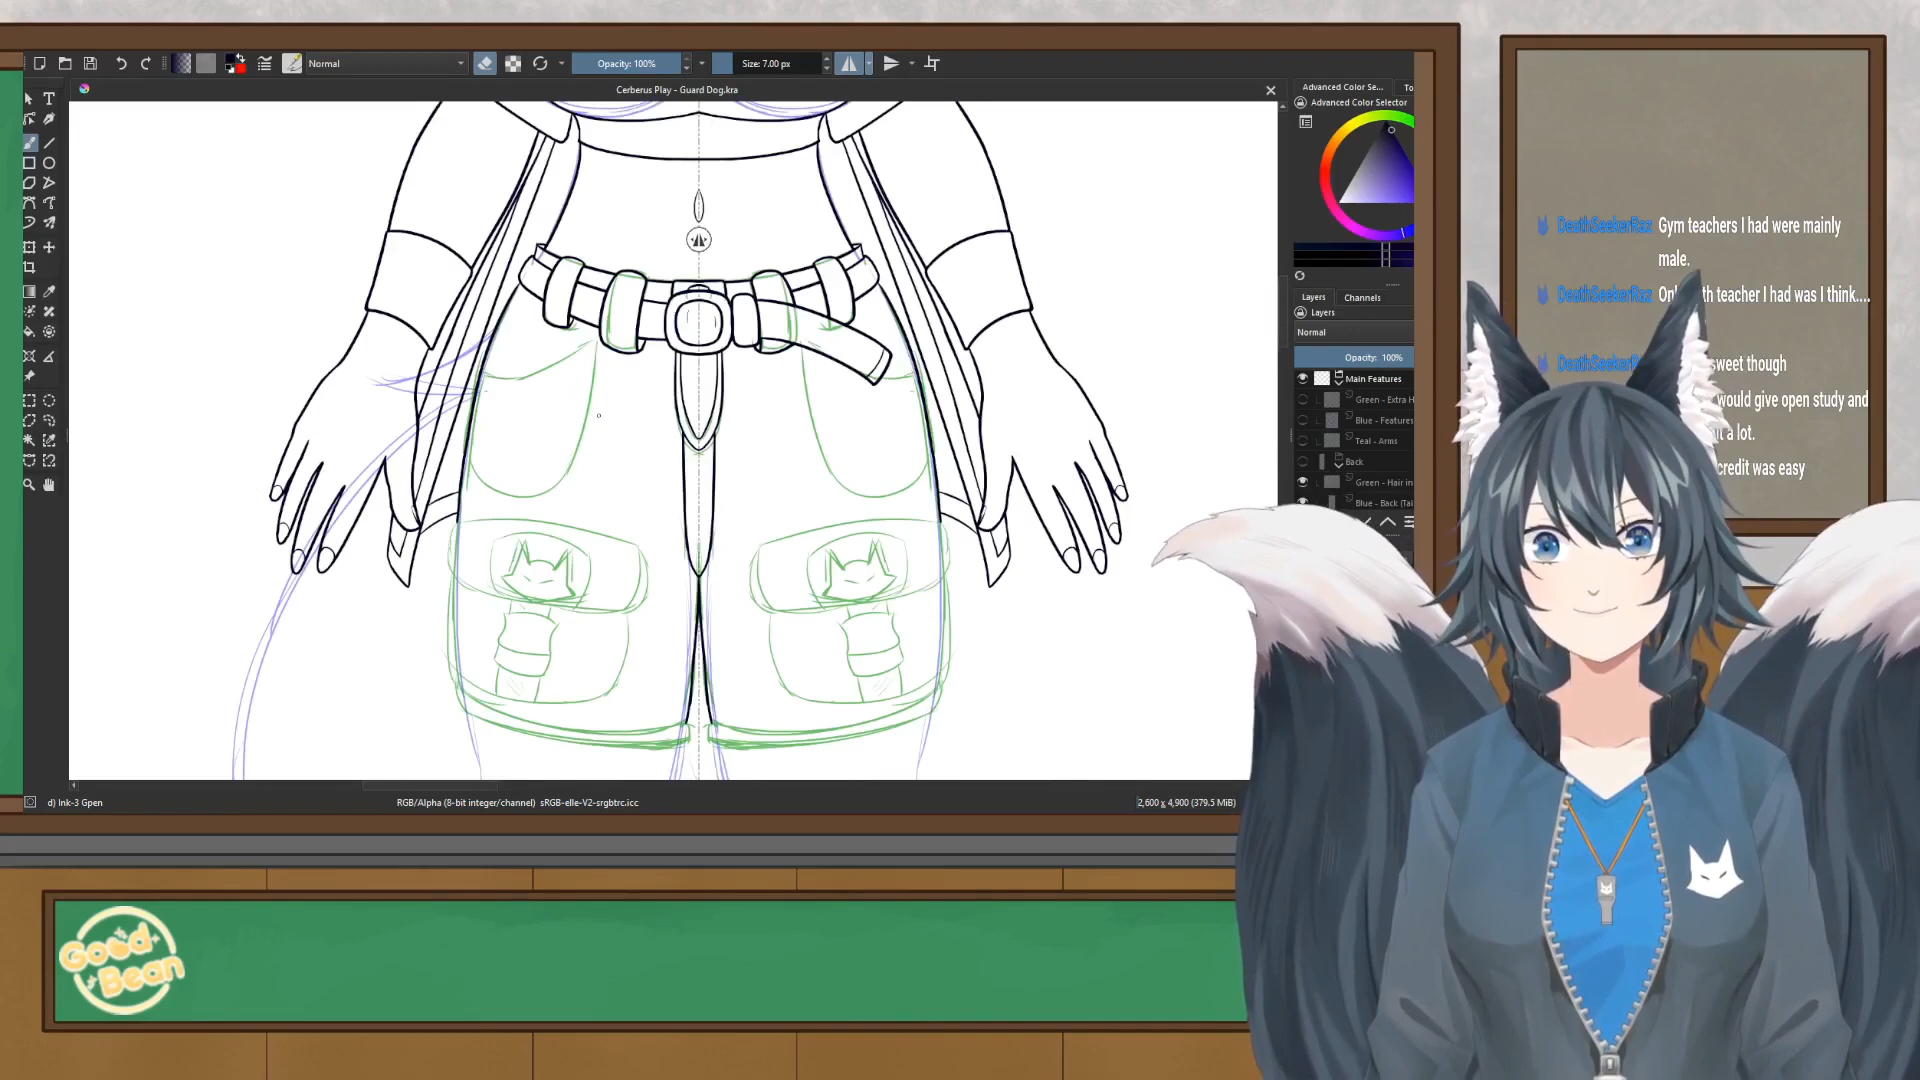 Normal
Opacity: 100%
Size: 7.00 px
Cerberus Play - Guard Dog.kra
Advanced Color Se...
To
Advanced Color Selector
Layers
Channels
Layers
Normal
Opacity: 100%
Main Features
Green - Extra H
Blue - Features
Teal - Arms
Back
Green - Hair in
Blue - Back (Tai
d) Ink-3 Gpen
RGB/Alpha (8-bit integer/channel) sRGB-elle-V2-srgbtrc.icc
2,600 x 4,900 (379.5 MiB)
DeathSeekerRaz Gym teachers I had were mainly
male.
DeathSeekerRaz teacher I had was I think....
sweet though
would give open study and
a lot.
credit was easy
Good
Bean